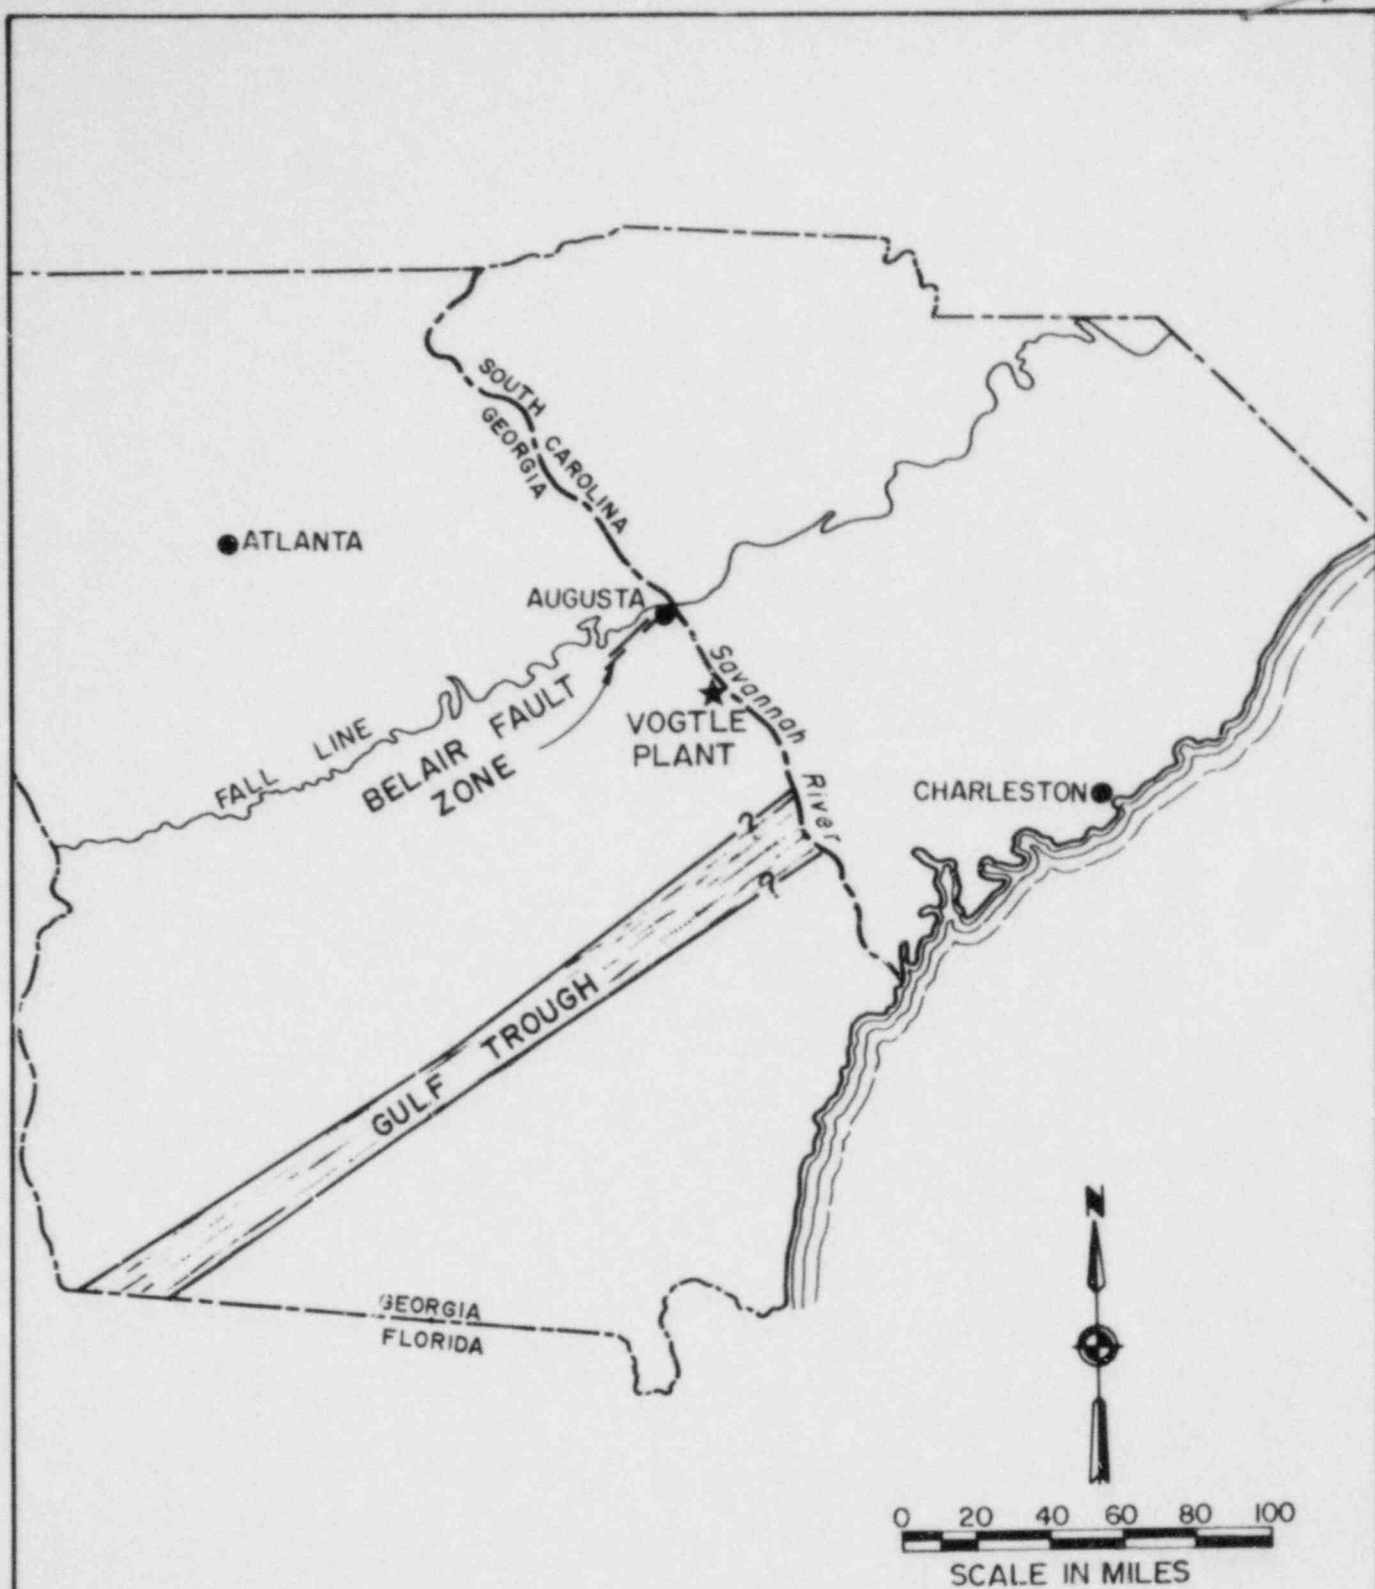 SOUTH CAROLINA
GEORGIA
ATLANTA
AUGUSTA
Savannah River
FALL LINE
BELAIR FAULT
ZONE
VOGTLE
PLANT
CHARLESTON
?
?
GULF TROUGH
GEORGIA
FLORIDA
N
0 20 40 60 80 100
SCALE IN MILES